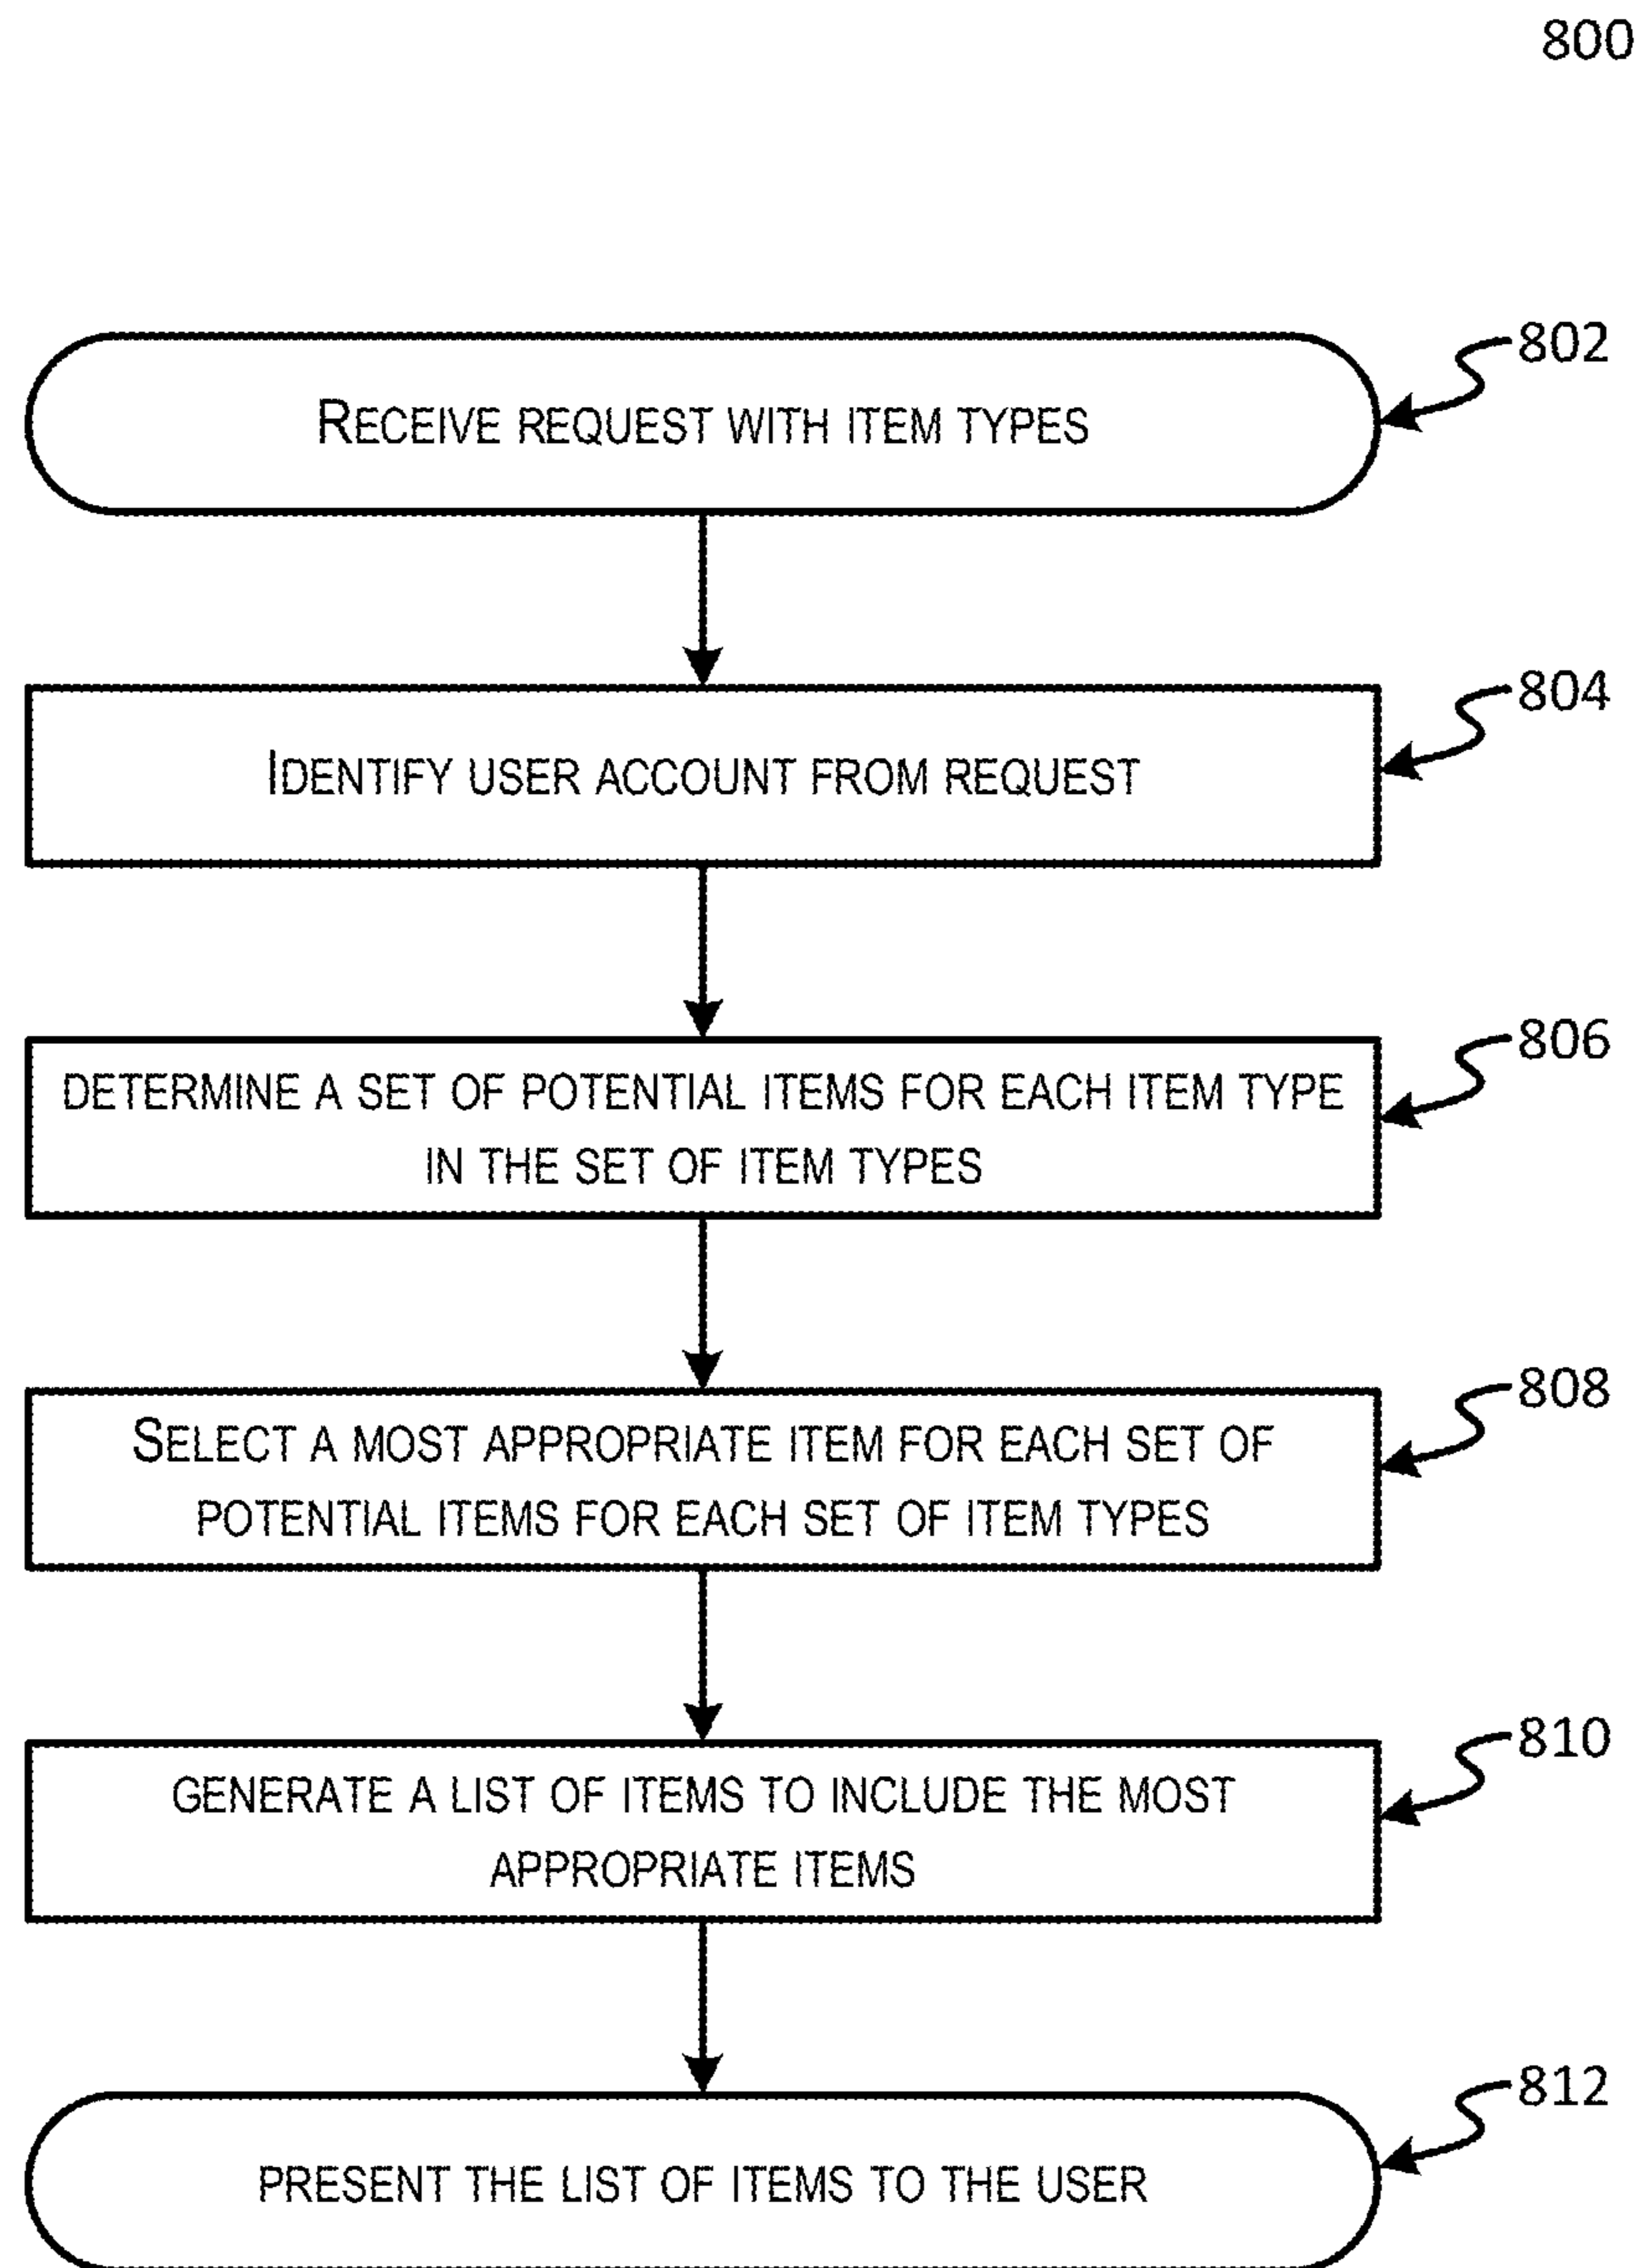 800
RECEIVE REQUEST WITH ITEM TYPES
802
IDENTIFY USER ACCOUNT FROM REQUEST
804
DETERMINE A SET OF POTENTIAL ITEMS FOR EACH ITEM TYPE
IN THE SET OF ITEM TYPES
806
SELECT A MOST APPROPRIATE ITEM FOR EACH SET OF
POTENTIAL ITEMS FOR EACH SET OF ITEM TYPES
808
GENERATE A LIST OF ITEMS TO INCLUDE THE MOST
APPROPRIATE ITEMS
810
PRESENT THE LIST OF ITEMS TO THE USER
812